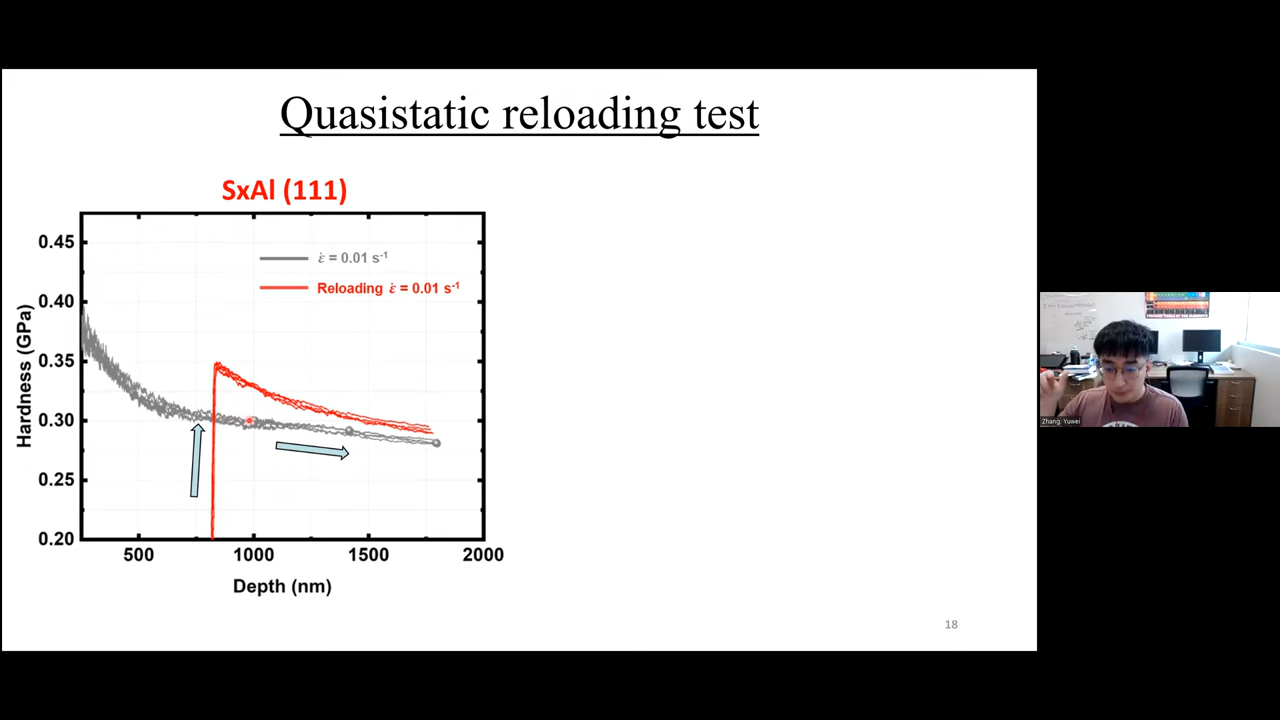 Quasistatic reloading test
SxAl (111)
0.45
0.40
0.35
0.30
0.25
0.20
Hardness (GPa)
ε̇ = 0.01 s⁻¹
Reloading ε̇ = 0.01 s⁻¹
500
1000
1500
2000
Depth (nm)
18
Zhang, Yuwei